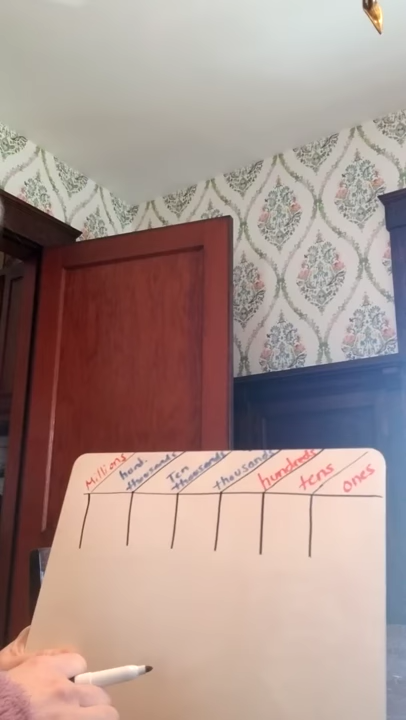 Millions
hund. thousands
Ten thousands
thousands
hundreds
tens
ones